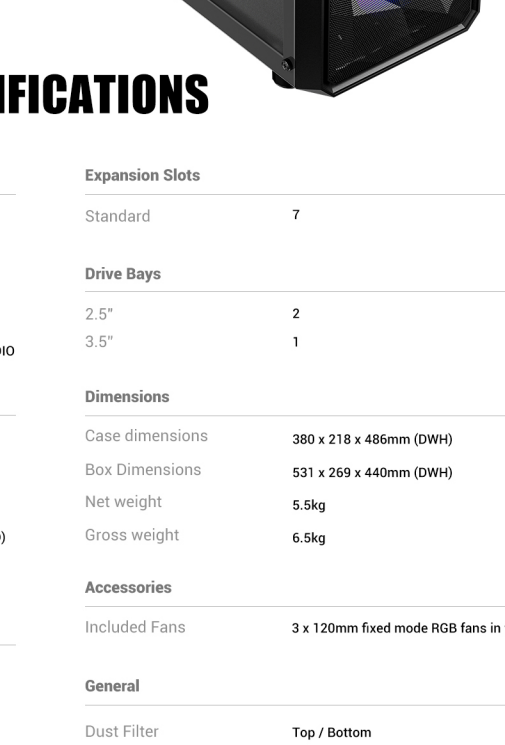 IFICATIONS
Expansion Slots
Standard 7
Drive Bays
2.5" 2
3.5" 1
DIO
Dimensions
Case dimensions 380 x 218 x 486mm (DWH)
Box Dimensions 531 x 269 x 440mm (DWH)
Net weight 5.5kg
Gross weight 6.5kg
)
Accessories
Included Fans 3 x 120mm fixed mode RGB fans in
General
Dust Filter Top / Bottom